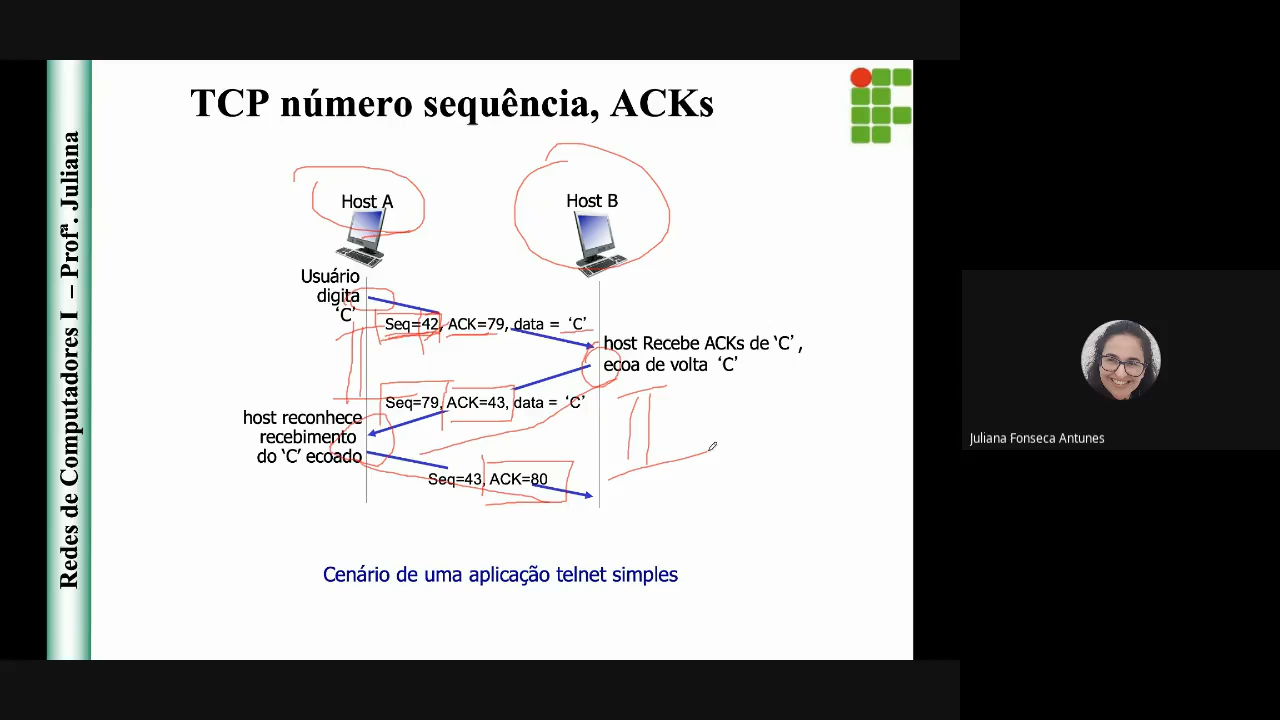 TCP número sequência, ACKs
Redes de Computadores I – Profª. Juliana
Host A
Host B
Usuário
digita
‘C’
Seq=42, ACK=79, data = ‘C’
host Recebe ACKs de ‘C’,
ecoa de volta ‘C’
Seq=79, ACK=43, data = ‘C’
host reconhece
recebimento
do ‘C’ ecoado
Seq=43, ACK=80
Cenário de uma aplicação telnet simples
Juliana Fonseca Antunes